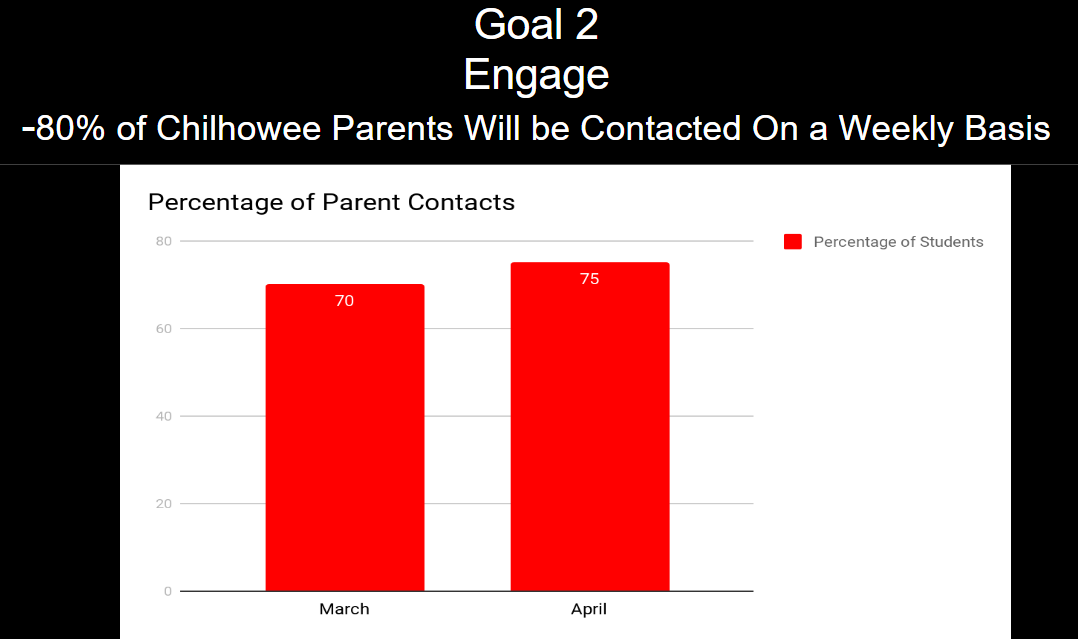 Goal 2
Engage
-80% of Chilhowee Parents Will be Contacted On a Weekly Basis
Percentage of Parent Contacts
80
Percentage of Students
75
70
60
40
20
0
March April